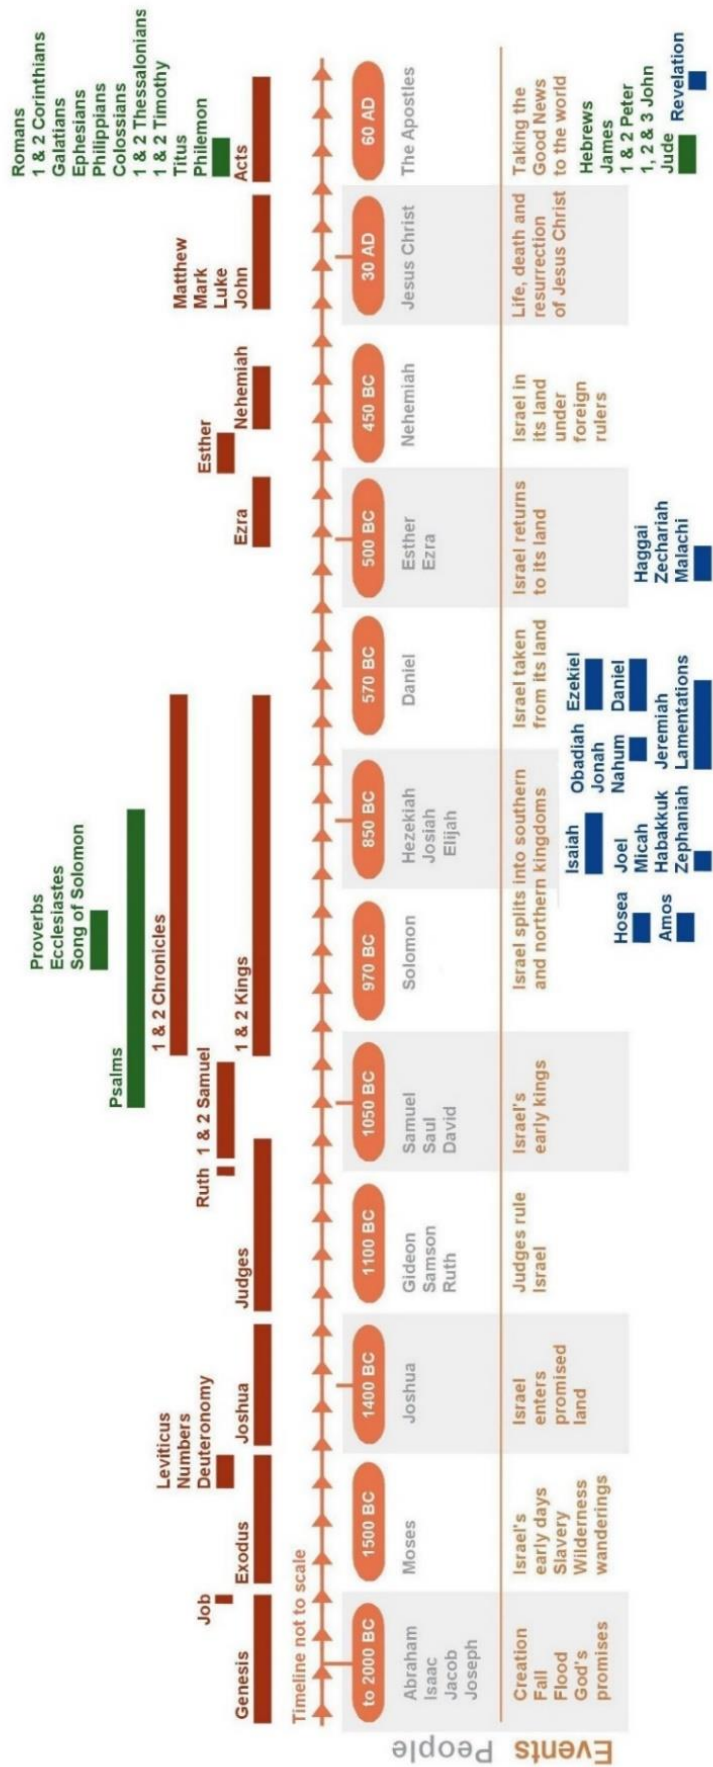 Romans
1 & 2 Corinthians
Galatians
Ephesians
Philippians
Colossians
1 & 2 Thessalonians
1 & 2 Timothy
Titus
Philemon
Proverbs
Ecclesiastes
Song of Solomon
Psalms
1 & 2 Chronicles
Matthew
Mark
Luke
John
Leviticus
Numbers
Deuteronomy
Job
Ruth
1 & 2 Samuel
Esther
Genesis
Exodus
Joshua
Judges
1 & 2 Kings
Ezra
Nehemiah
Acts
Timeline not to scale
to 2000 BC
1500 BC
1400 BC
1100 BC
1050 BC
970 BC
850 BC
570 BC
500 BC
450 BC
30 AD
60 AD
People
Abraham
Isaac
Jacob
Joseph
Moses
Joshua
Gideon
Samson
Ruth
Samuel
Saul
David
Solomon
Hezekiah
Josiah
Elijah
Daniel
Esther
Ezra
Nehemiah
Jesus Christ
The Apostles
Events
Creation
Fall
Flood
God's
promises
Israel's
early days
Slavery
Wilderness
wanderings
Israel
enters
promised
land
Judges rule
Israel
Israel's
early kings
Israel splits into southern
and northern kingdoms
Israel taken
from its land
Israel returns
to its land
Israel in
its land
under
foreign
rulers
Life, death and
resurrection
of Jesus Christ
Taking the
Good News
to the world
Hosea
Amos
Isaiah
Joel
Micah
Habakkuk
Zephaniah
Obadiah
Jonah
Nahum
Jeremiah
Lamentations
Ezekiel
Daniel
Haggai
Zechariah
Malachi
Hebrews
James
1 & 2 Peter
1, 2 & 3 John
Jude
Revelation